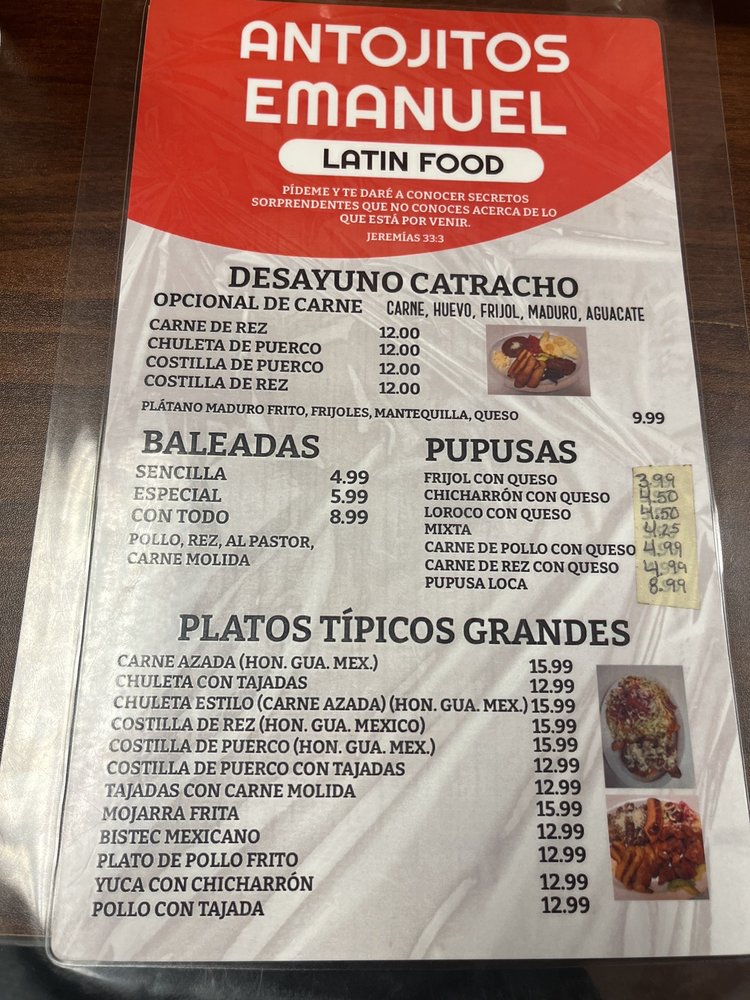 ANTOJITOS
EMANUEL
LATIN FOOD
PÍDEME Y TE DARÉ A CONOCER SECRETOS
SORPRENDENTES QUE NO CONOCES ACERCA DE LO
QUE ESTÁ POR VENIR.
JEREMÍAS 33:3
DESAYUNO CATRACHO
OPCIONAL DE CARNE CARNE, HUEVO, FRIJOL, MADURO, AGUACATE
CARNE DE REZ 12.00
CHULETA DE PUERCO 12.00
COSTILLA DE PUERCO 12.00
COSTILLA DE REZ 12.00
PLÁTANO MADURO FRITO, FRIJOLES, MANTEQUILLA, QUESO 9.99
BALEADAS
SENCILLA 4.99
ESPECIAL 5.99
CON TODO 8.99
POLLO, REZ, AL PASTOR,
CARNE MOLIDA
PUPUSAS
FRIJOL CON QUESO 3.99
CHICHARRÓN CON QUESO 4.50
LOROCO CON QUESO 4.50
MIXTA 4.25
CARNE DE POLLO CON QUESO 4.99
CARNE DE REZ CON QUESO 4.99
PUPUSA LOCA 8.99
PLATOS TÍPICOS GRANDES
CARNE AZADA (HON. GUA. MEX.) 15.99
CHULETA CON TAJADAS 12.99
CHULETA ESTILO (CARNE AZADA) (HON. GUA. MEX.) 15.99
COSTILLA DE REZ (HON. GUA. MEXICO) 15.99
COSTILLA DE PUERCO (HON. GUA. MEX.) 15.99
COSTILLA DE PUERCO CON TAJADAS 12.99
TAJADAS CON CARNE MOLIDA 12.99
MOJARRA FRITA 15.99
BISTEC MEXICANO 12.99
PLATO DE POLLO FRITO 12.99
YUCA CON CHICHARRÓN 12.99
POLLO CON TAJADA 12.99